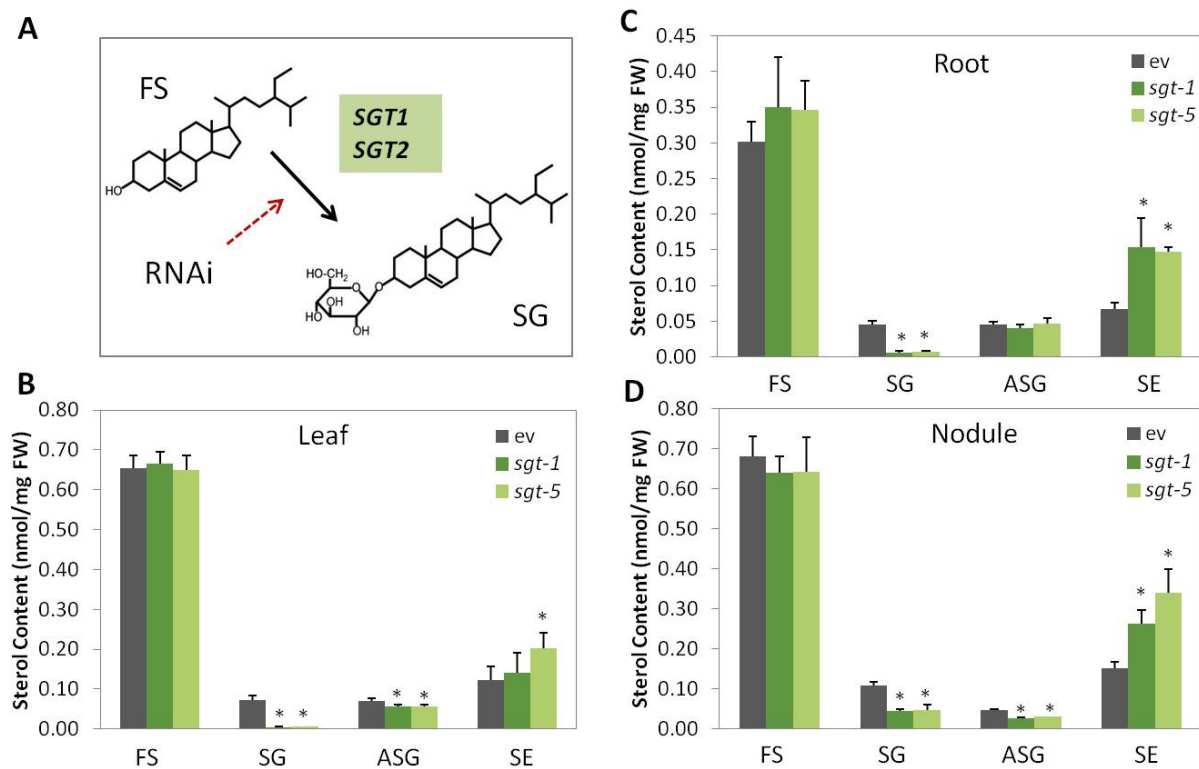 A
FS
SGT1
SGT2
HO
RNAi
HO-CH2
O
O
HO
HO
OH
OH
SG
B
Leaf
ev
sgt-1
sgt-5
Sterol Content (nmol/mg FW)
0.80
0.70
0.60
0.50
0.40
0.30
0.20
0.10
0.00
* * * * *
FS SG ASG SE
C
Root
ev
sgt-1
sgt-5
Sterol Content (nmol/mg FW)
0.45
0.40
0.35
0.30
0.25
0.20
0.15
0.10
0.05
0.00
* * * *
FS SG ASG SE
D
Nodule
ev
sgt-1
sgt-5
Sterol Content (nmol/mg FW)
0.80
0.70
0.60
0.50
0.40
0.30
0.20
0.10
0.00
* * * * * *
FS SG ASG SE